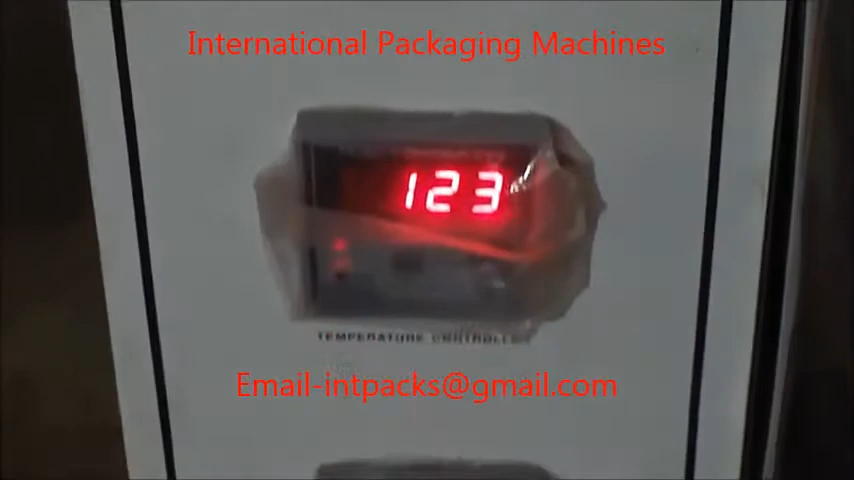 International Packaging Machines
123
TEMPERATURE CONTROLLER
Email-intpacks@gmail.com